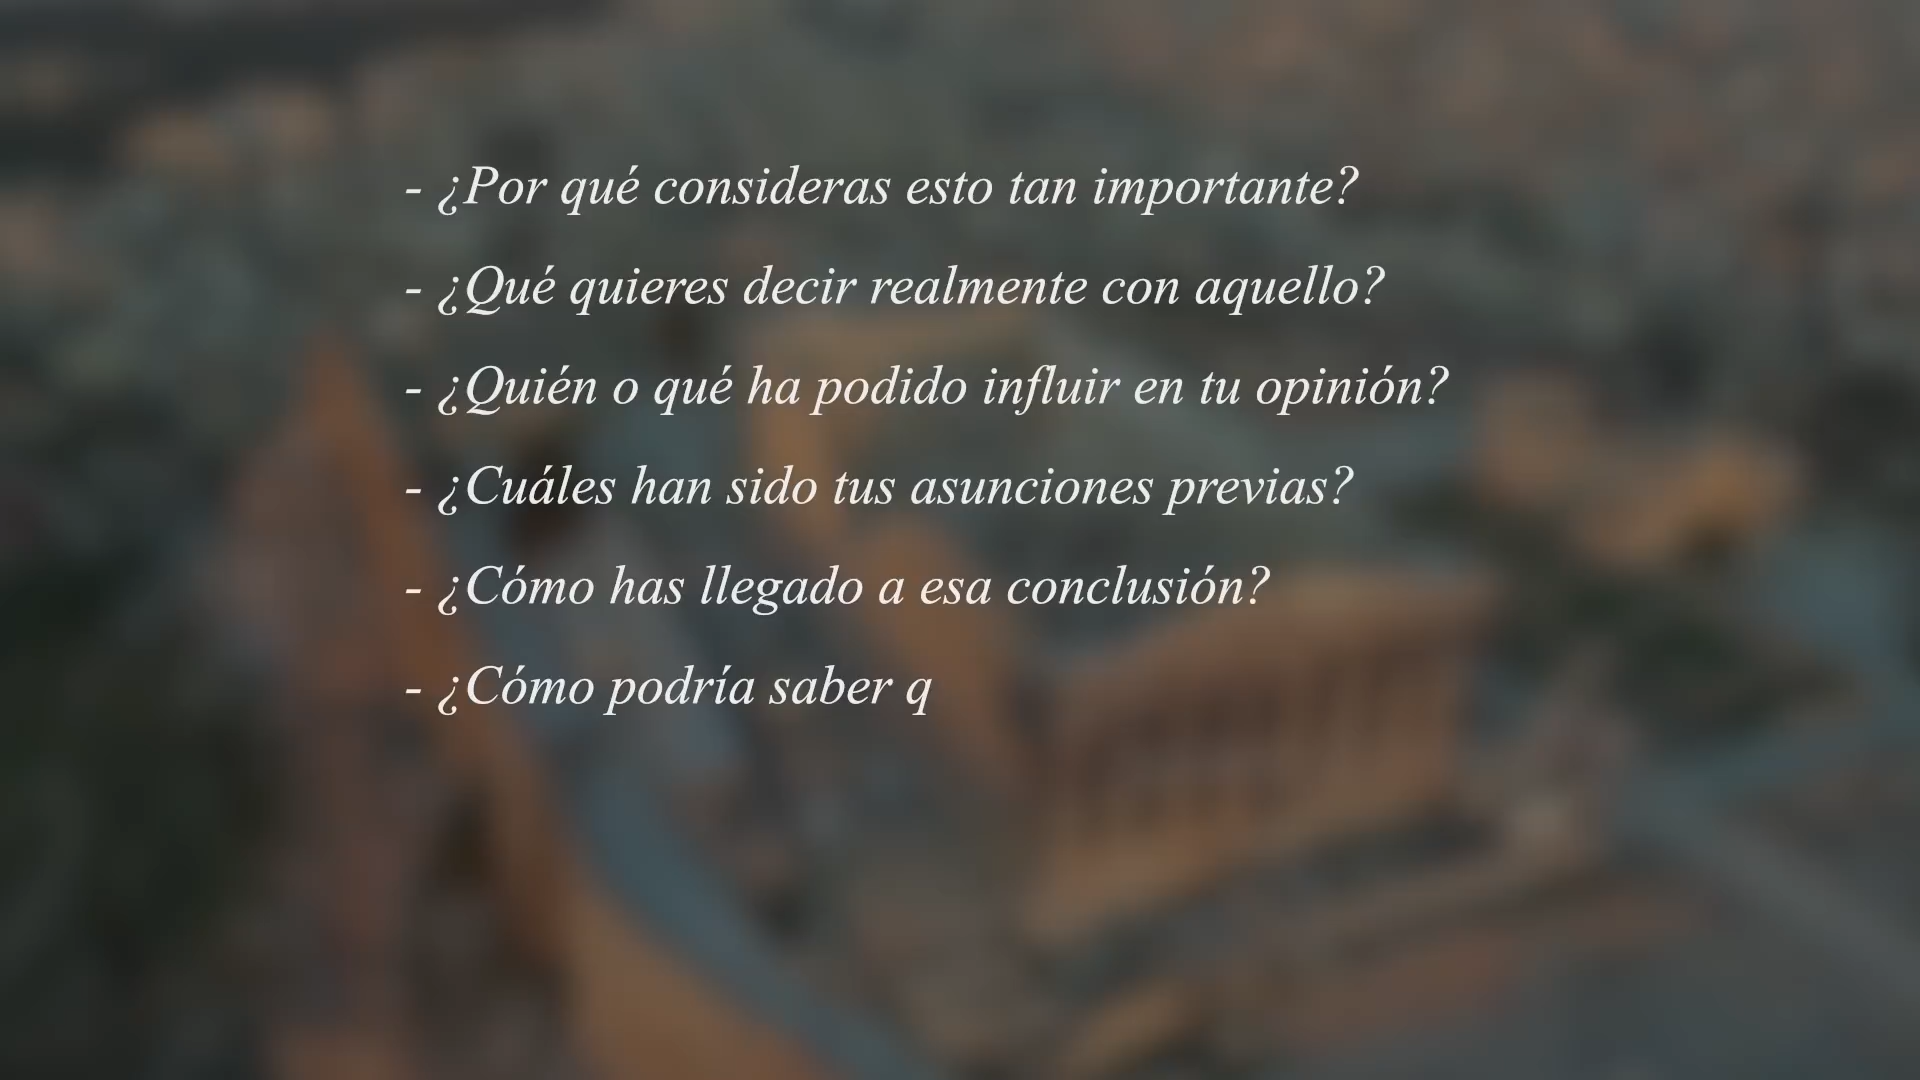 - ¿Por qué consideras esto tan importante?
- ¿Qué quieres decir realmente con aquello?
- ¿Quién o qué ha podido influir en tu opinión?
- ¿Cuáles han sido tus asunciones previas?
- ¿Cómo has llegado a esa conclusión?
- ¿Cómo podría saber q